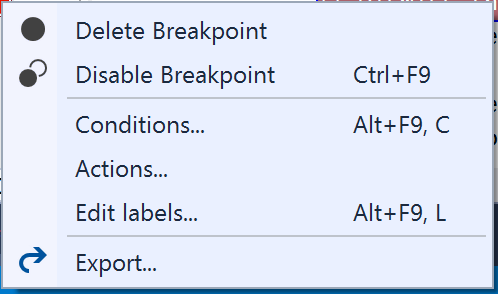 Delete Breakpoint
Disable Breakpoint Ctrl+F9
Conditions... Alt+F9, C
Actions...
Edit labels... Alt+F9, L
Export...